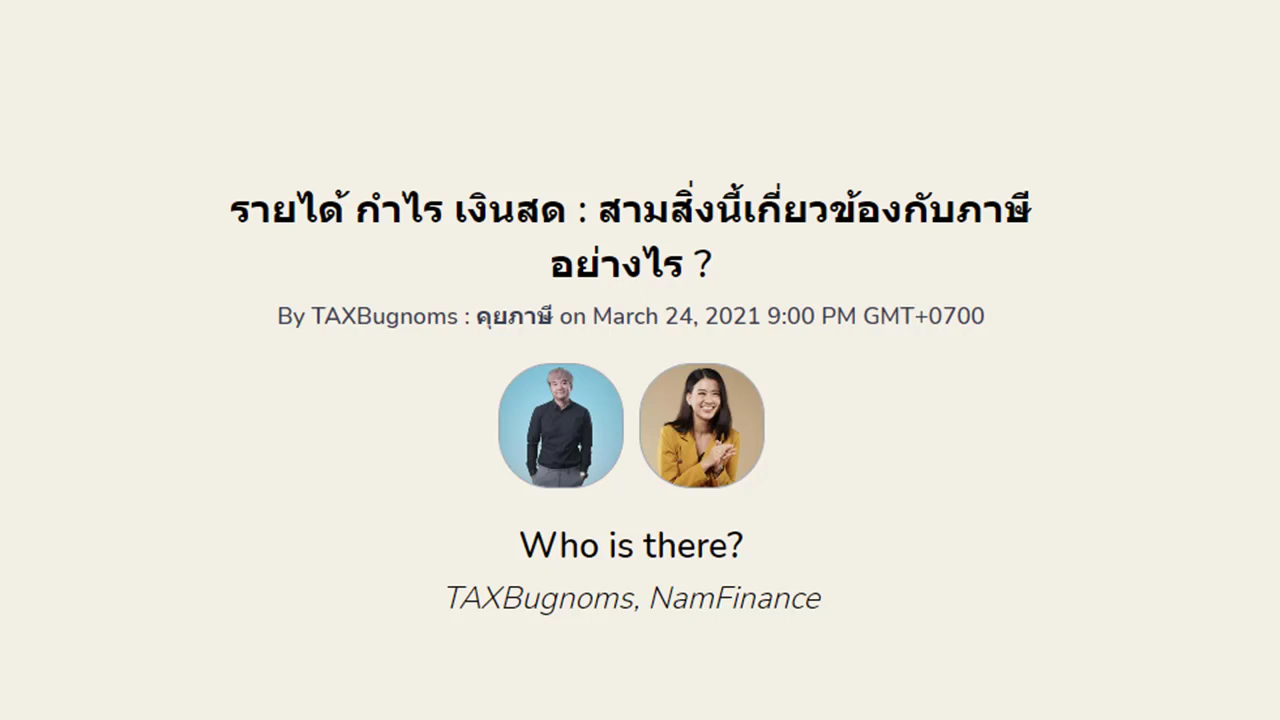 รายได้ กำไร เงินสด : สามสิ่งนี้เกี่ยวข้องกับภาษี
อย่างไร ?
By TAXBugnoms : คุยภาษี on March 24, 2021 9:00 PM GMT+0700
Who is there?
TAXBugnoms, NamFinance